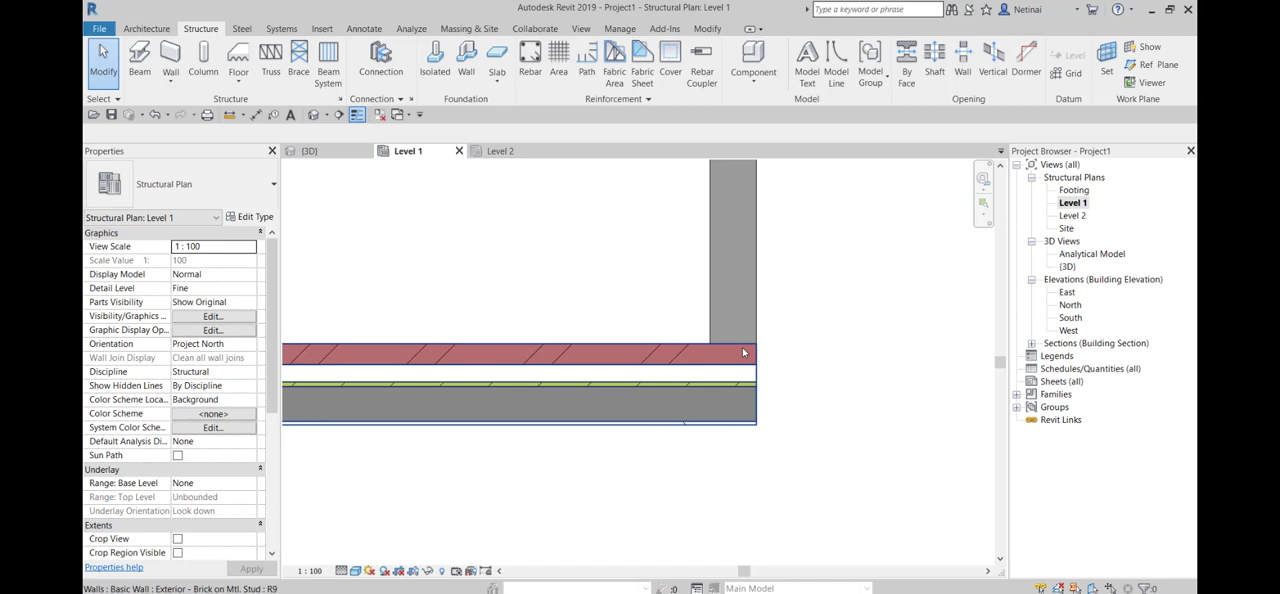 Autodesk Revit 2019 - Project1 - Structural Plan: Level 1
Type a keyword or phrase
Netinai
File Architecture Structure Steel Systems Insert Annotate Analyze Massing & Site Collaborate View Manage Add-Ins Modify
Modify Beam Wall Column Floor Truss Brace Beam System Connection Isolated Wall Slab Rebar Area Path Fabric Area Fabric Sheet Cover Rebar Coupler Component Model Text Model Line Model Group By Face Shaft Wall Vertical Dormer Level Grid Set Show Ref Plane Viewer
Select Structure Connection Foundation Reinforcement Model Opening Datum Work Plane
Properties
{3D} Level 1 Level 2
Project Browser - Project1
Structural Plan
Structural Plan: Level 1 Edit Type
Graphics
View Scale 1 : 100
Scale Value 1: 100
Display Model Normal
Detail Level Fine
Parts Visibility Show Original
Visibility/Graphics ... Edit...
Graphic Display Op... Edit...
Orientation Project North
Wall Join Display Clean all wall joins
Discipline Structural
Show Hidden Lines By Discipline
Color Scheme Loca... Background
Color Scheme <none>
System Color Sche... Edit...
Default Analysis Di... None
Sun Path
Underlay
Range: Base Level None
Range: Top Level Unbounded
Underlay Orientation Look down
Extents
Crop View
Crop Region Visible
Properties help Apply
Views (all)
Structural Plans
Footing
Level 1
Level 2
Site
3D Views
Analytical Model
{3D}
Elevations (Building Elevation)
East
North
South
West
Sections (Building Section)
Legends
Schedules/Quantities (all)
Sheets (all)
Families
Groups
Revit Links
1 : 100
Walls : Basic Wall : Exterior - Brick on Mtl. Stud : R9
:0
Main Model
:0